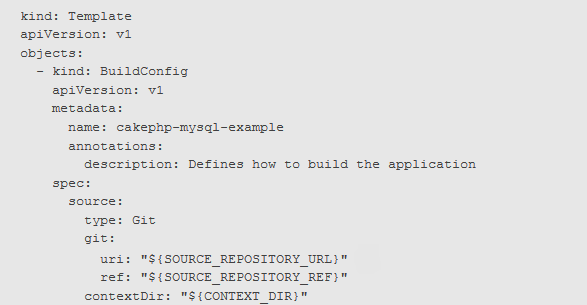 kind: Template
apiVersion: v1
objects:
  - kind: BuildConfig
    apiVersion: v1
    metadata:
      name: cakephp-mysql-example
      annotations:
        description: Defines how to build the application
    spec:
      source:
        type: Git
        git:
          uri: "${SOURCE_REPOSITORY_URL}"
          ref: "${SOURCE_REPOSITORY_REF}"
        contextDir: "${CONTEXT_DIR}"